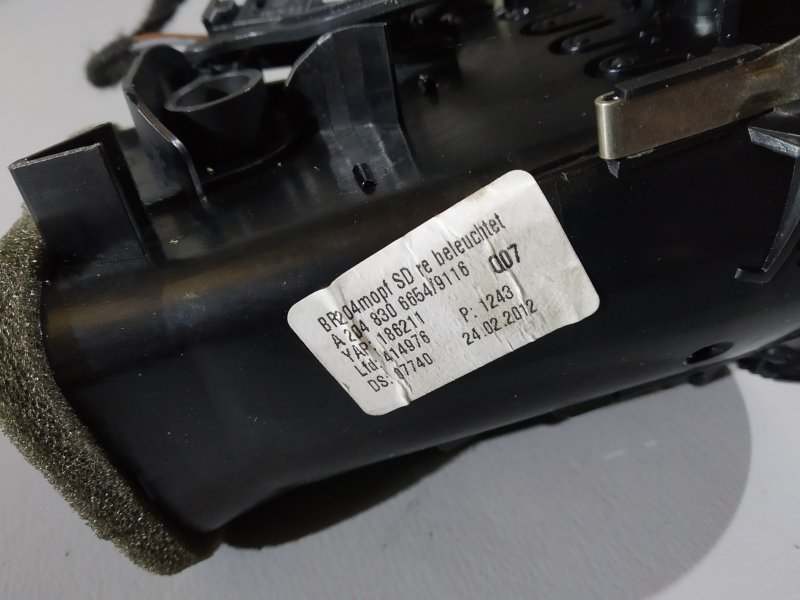 BR204mopf SD re beleuchtet
A 204 830 6654/9116 007
YAP: 186211 P: 1243
Lfd: 414976 24.02.2012
DS: 07740